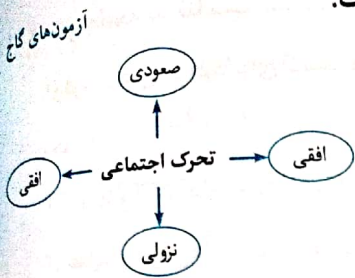 آزمون‌های گاج
صعودی
افقی
تحرک اجتماعی
افقی
نزولی